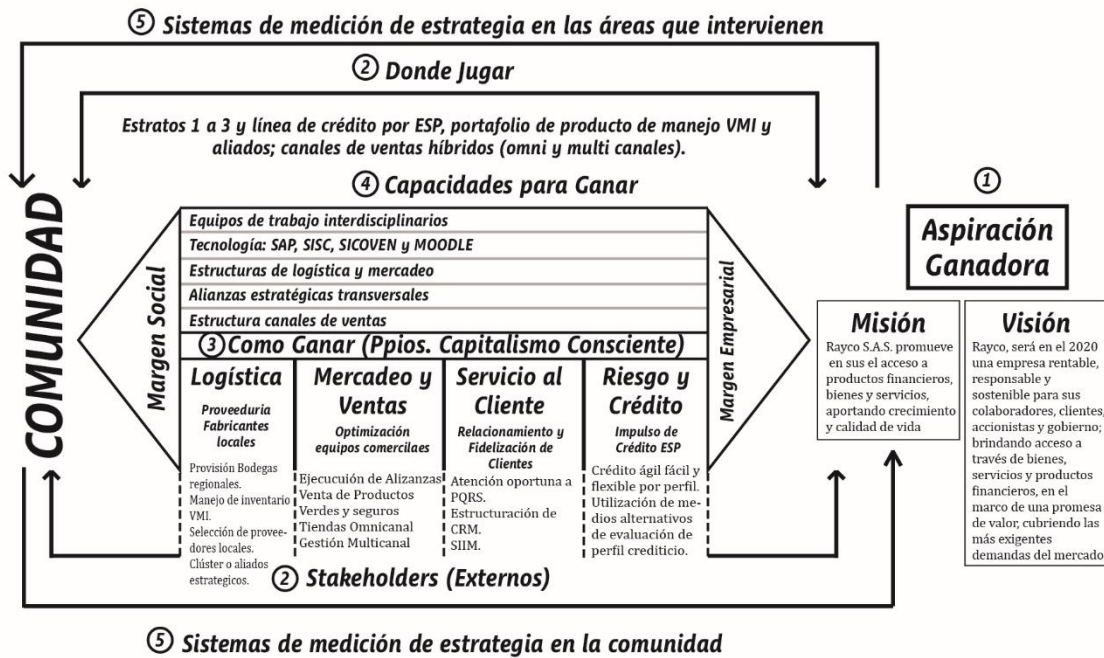 ⑤ Sistemas de medición de estrategia en las áreas que intervienen
② Donde Jugar
Estratos 1 a 3 y línea de crédito por ESP, portafolio de producto de manejo VMI y
aliados; canales de ventas híbridos (omni y multi canales).
④ Capacidades para Ganar
COMUNIDAD
Margen Social
Equipos de trabajo interdisciplinarios
Tecnología: SAP, SISC, SICOVEN y MOODLE
Estructuras de logística y mercadeo
Alianzas estratégicas transversales
Estructura canales de ventas
③ Como Ganar (Ppios. Capitalismo Consciente)
Logística
Proveeduria
Fabricantes
locales
Provisión Bodegas
regionales.
Manejo de inventario
VMI.
Selección de provee-
dores locales.
Clúster o aliados
estrategicos.
Mercadeo y
Ventas
Optimización
equipos comercilaes
Ejecucuión de Alizanzas
Venta de Productos
Verdes y seguros
Tiendas Omnicanal
Gestión Multicanal
Servicio al
Cliente
Relacionamiento y
Fidelización de
Clientes
Atención oportuna a
PQRS.
Estructuración de
CRM.
SIIM.
Riesgo y
Crédito
Impulso de
Crédito ESP
Crédito ágil fácil y
flexible por perfil.
Utilización de me-
dios alternativos
de evaluación de
perfil crediticio.
Margen Empresarial
② Stakeholders (Externos)
⑤ Sistemas de medición de estrategia en la comunidad
①
Aspiración
Ganadora
Misión
Rayco S.A.S. promueve
en sus el acceso a
productos financieros,
bienes y servicios,
aportando crecimiento
y calidad de vida
Visión
Rayco, será en el 2020
una empresa rentable,
responsable y
sostenible para sus
colaboradores, clientes,
accionistas y gobierno;
brindando acceso a
través de bienes,
servicios y productos
financieros, en el
marco de una promesa
de valor, cubriendo las
más exigentes
demandas del mercado